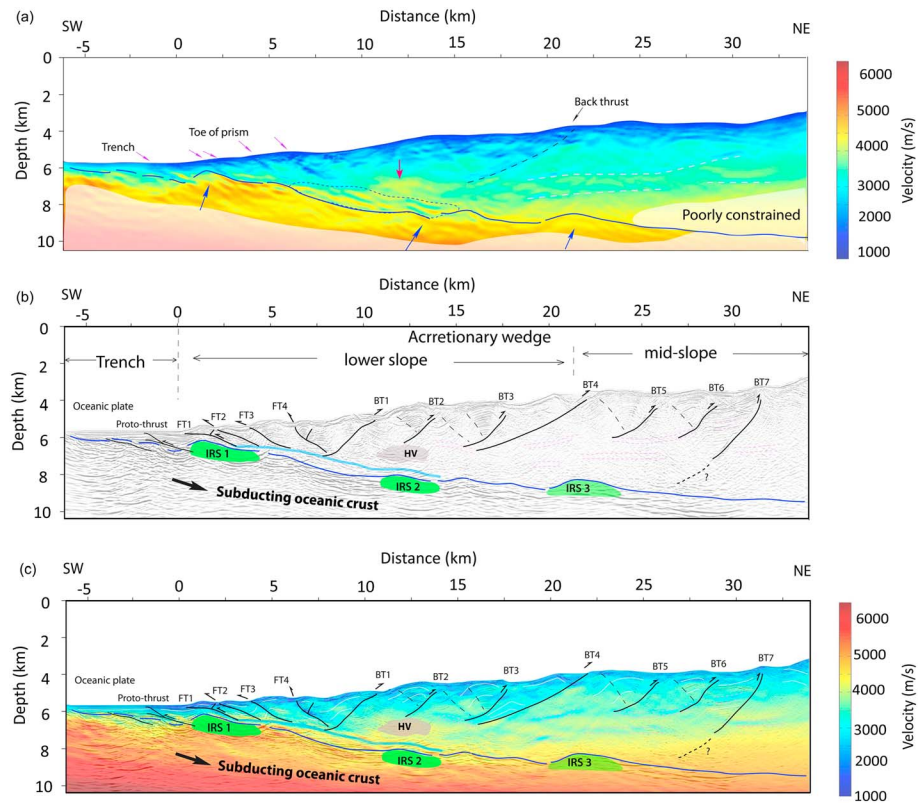 (a)
Distance (km)
SW
NE
-5 0 5 10 15 20 25 30
0
2
4
6
8
10
Depth (km)
Trench
Toe of prism
Back thrust
Poorly constrained
6000
5000
4000
3000
2000
1000
Velocity (m/s)
(b)
Distance (km)
SW
NE
-5 0 5 10 15 20 25 30
0
2
4
6
8
10
Depth (km)
Acrretionary wedge
Trench
lower slope
mid-slope
Oceanic plate
Proto-thrust
FT1
FT2
FT3
FT4
BT1
BT2
BT3
BT4
BT5
BT6
BT7
IRS 1
HV
IRS 2
IRS 3
?
Subducting oceanic crust
(c)
Distance (km)
SW
NE
-5 0 5 10 15 20 25 30
0
2
4
6
8
10
Depth (km)
Oceanic plate
Proto-thrust
FT1
FT2
FT3
FT4
BT1
BT2
BT3
BT4
BT5
BT6
BT7
IRS 1
HV
IRS 2
IRS 3
?
Subducting oceanic crust
6000
5000
4000
3000
2000
1000
Velocity (m/s)